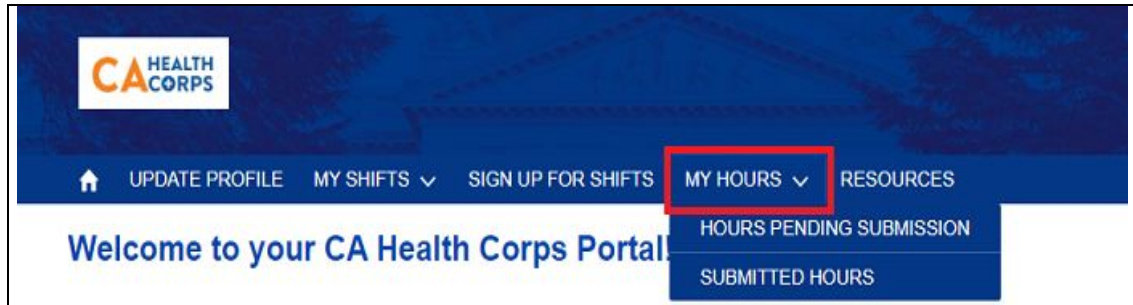 CA HEALTH
CORPS
UPDATE PROFILE MY SHIFTS SIGN UP FOR SHIFTS MY HOURS RESOURCES
Welcome to your CA Health Corps Portal!
HOURS PENDING SUBMISSION
SUBMITTED HOURS